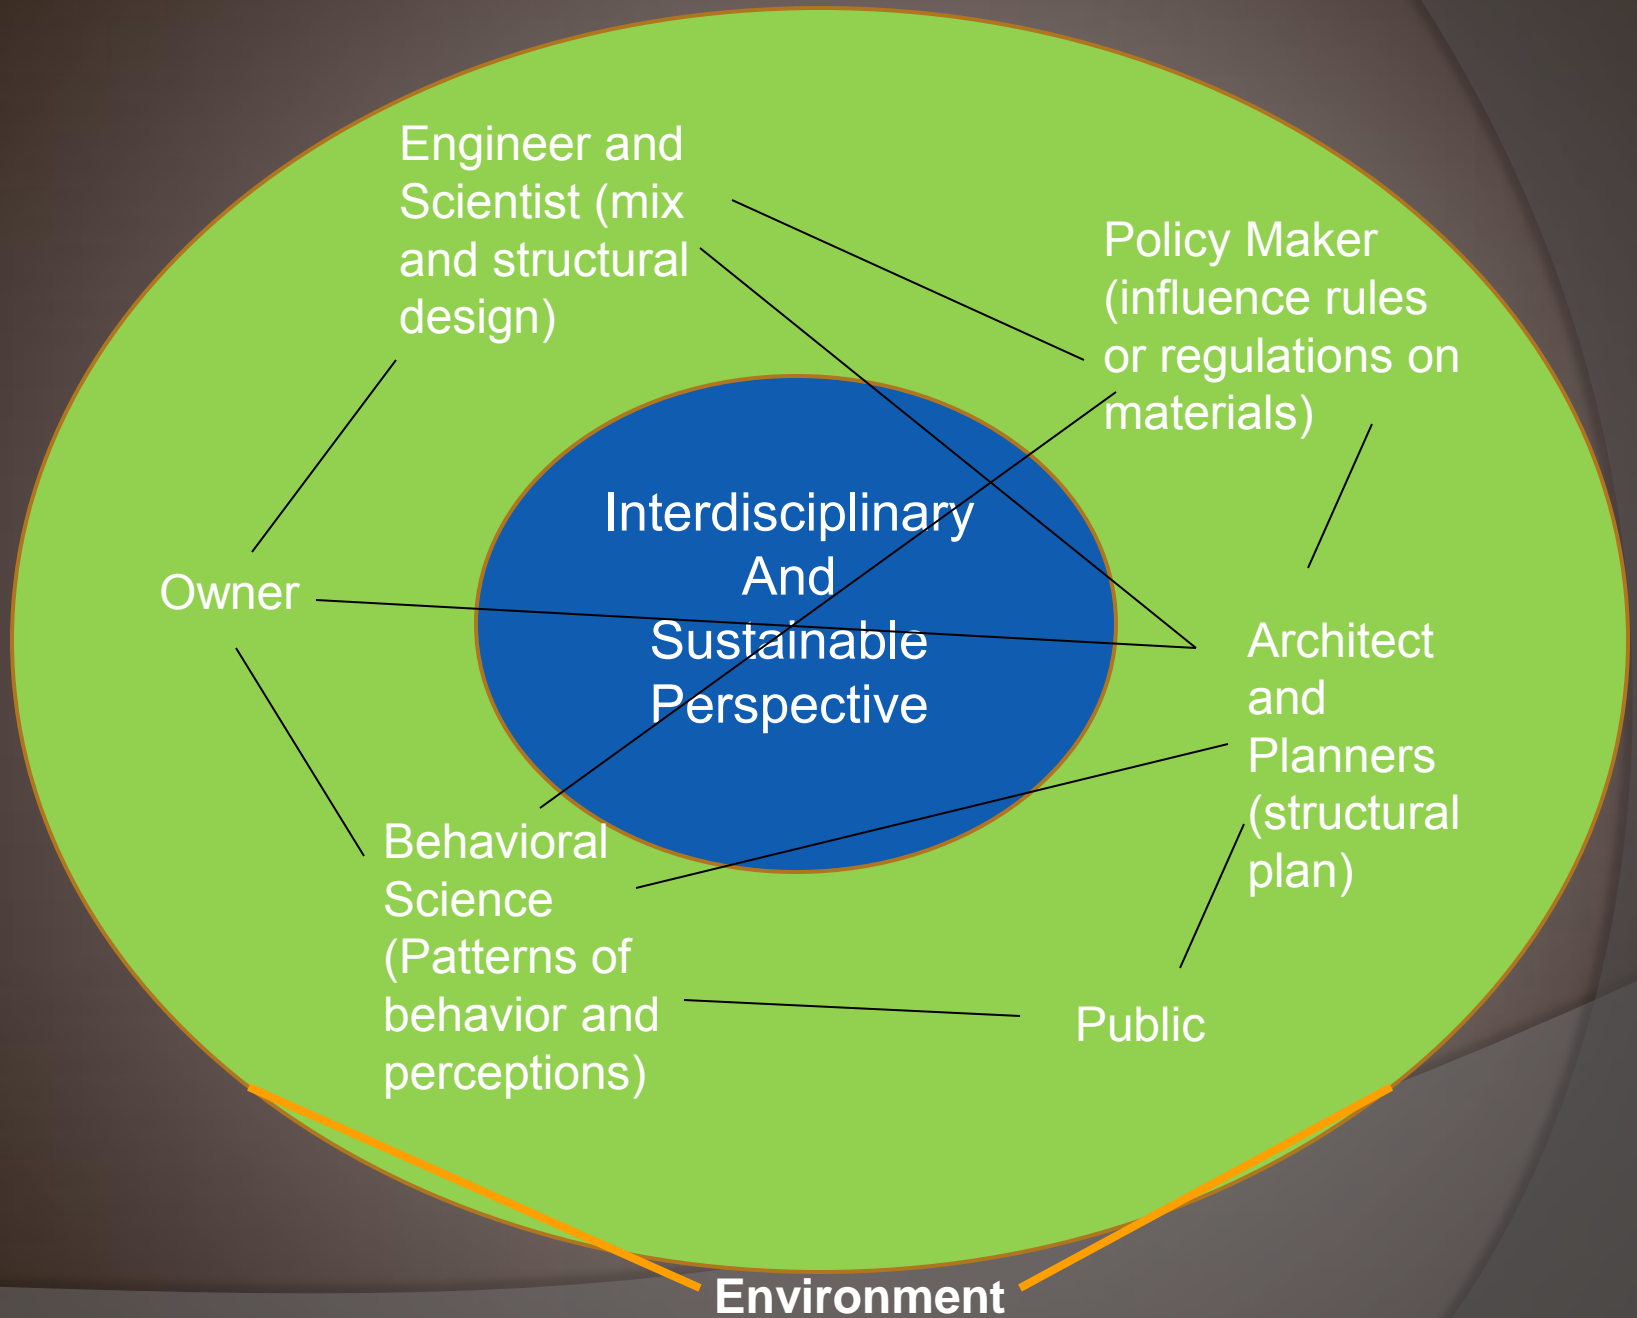 Engineer and
Scientist (mix
and structural
design)
Policy Maker
(influence rules
or regulations on
materials)
Interdisciplinary
And
Sustainable
Perspective
Owner
Architect
and
Planners
(structural
plan)
Behavioral
Science
(Patterns of
behavior and
perceptions)
Public
Environment